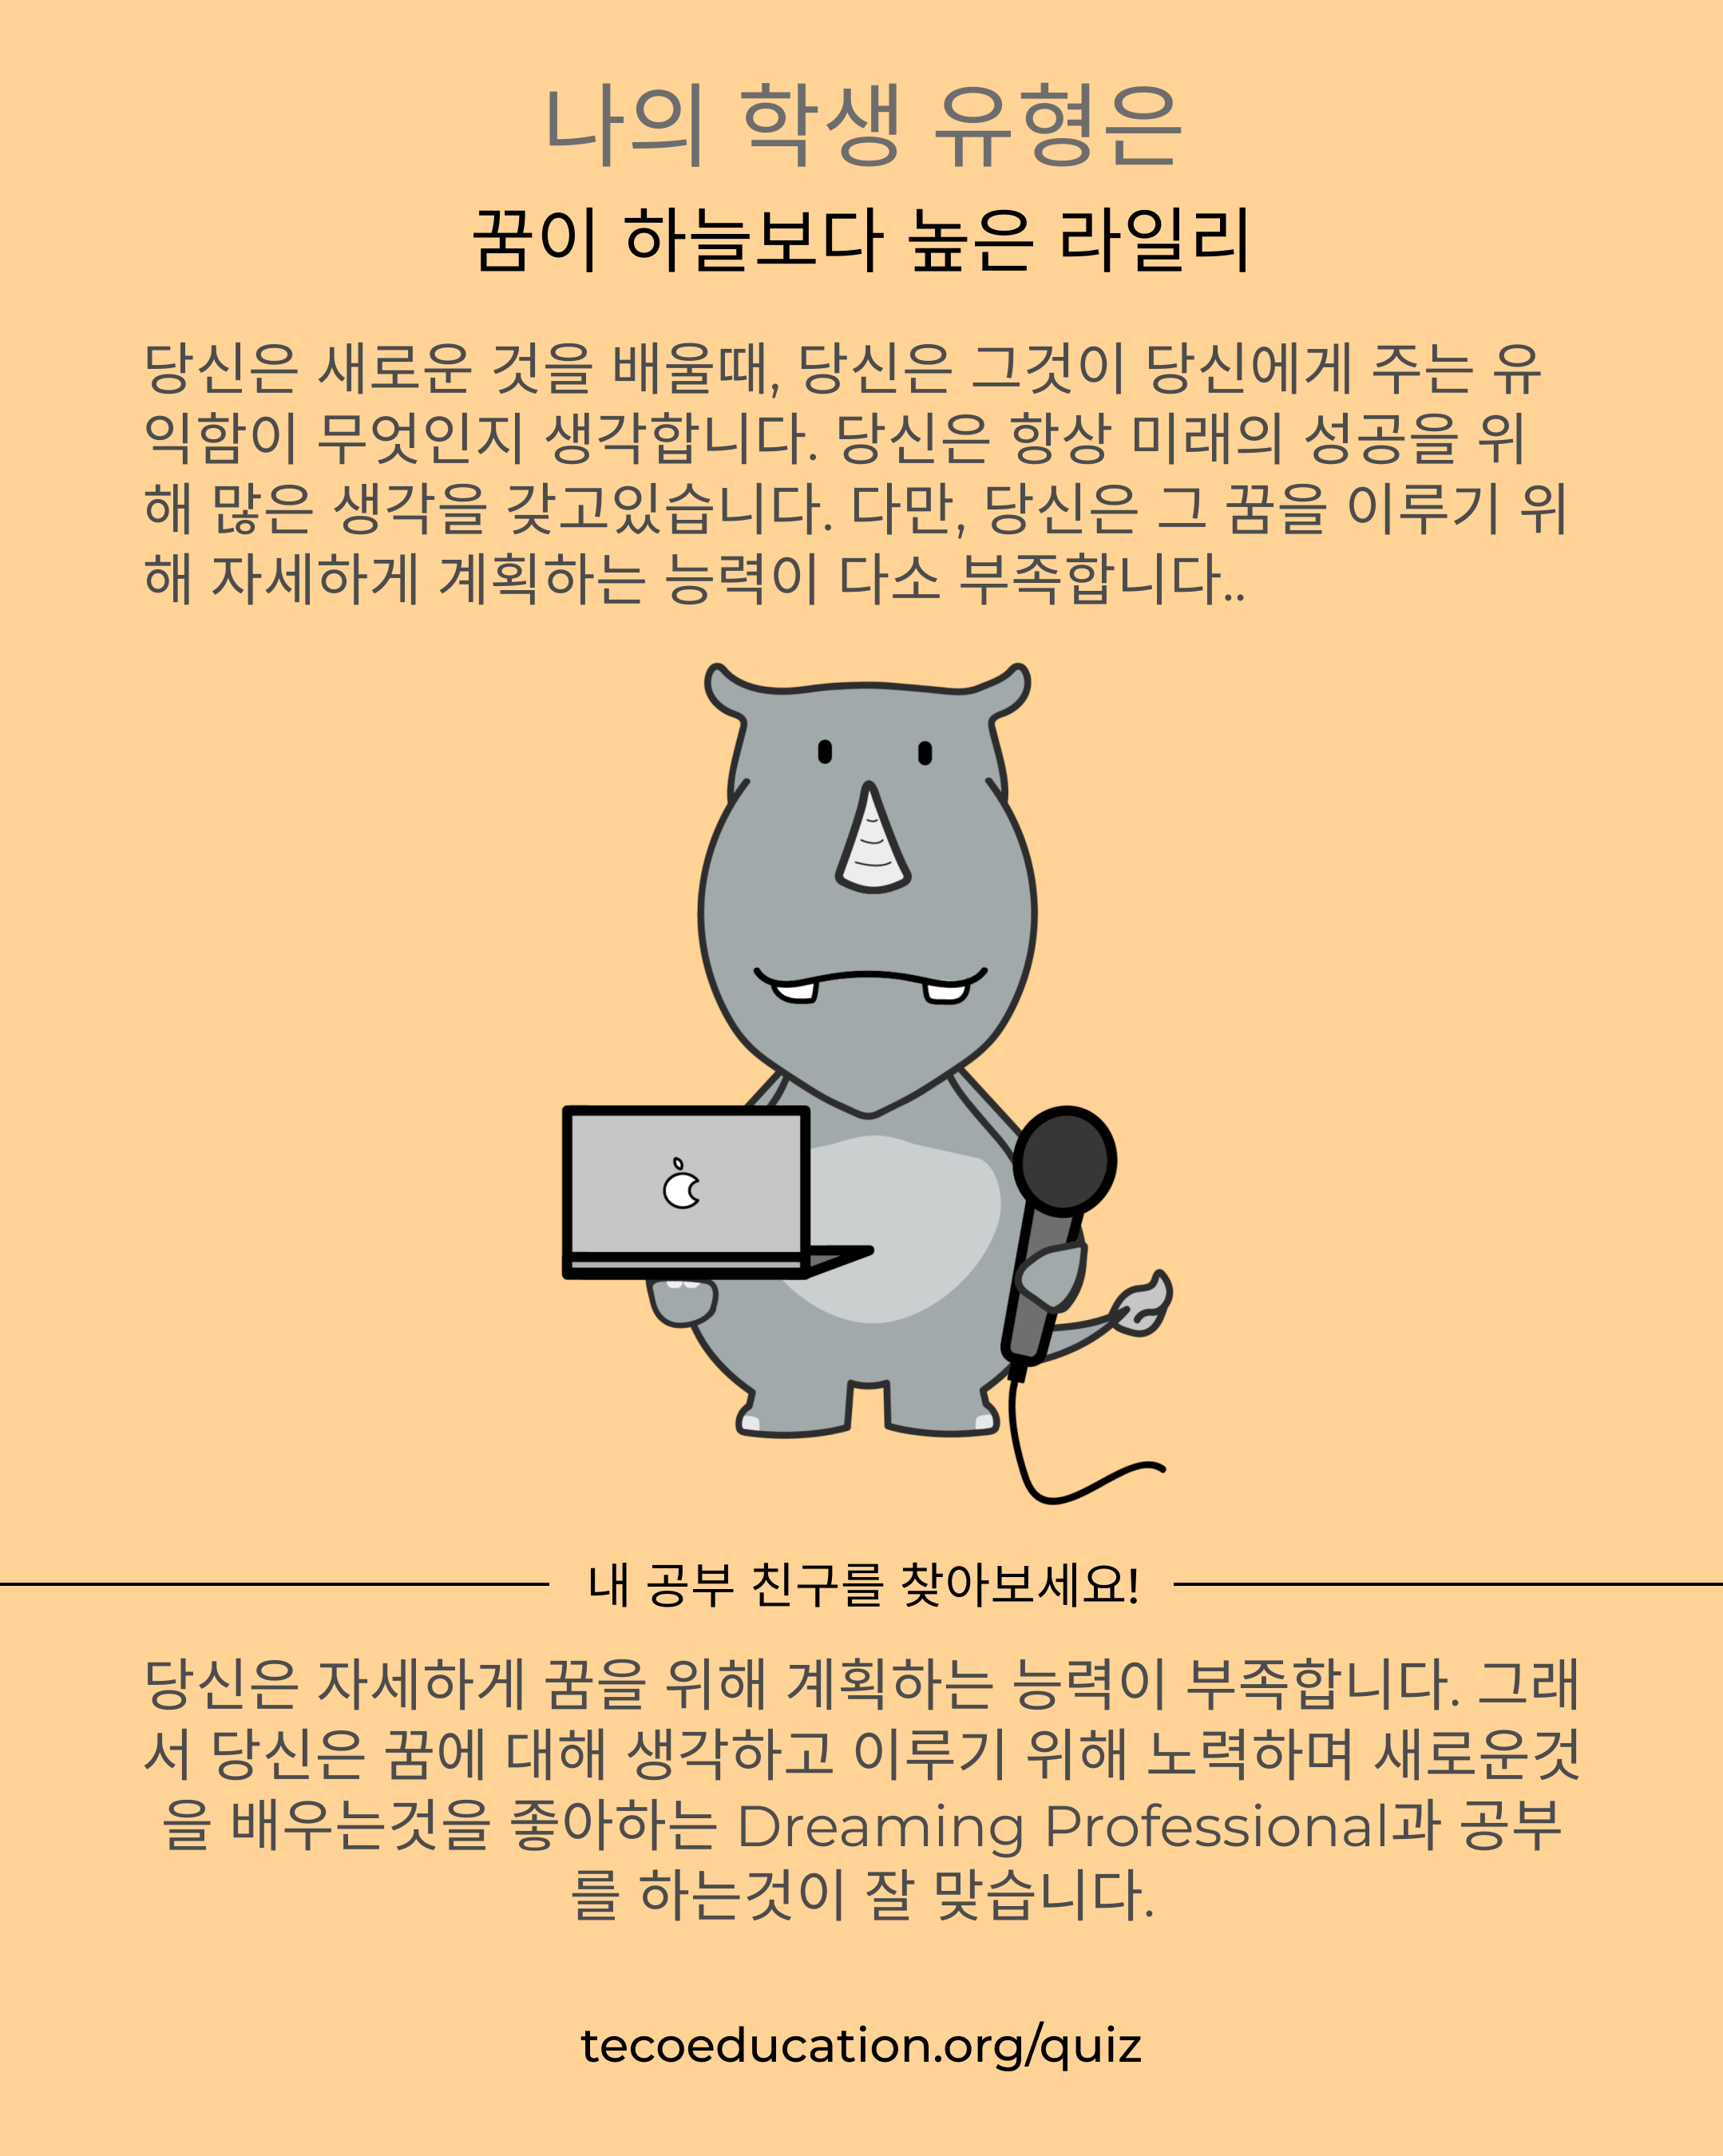 나의 학생 유형은
꿈이 하늘보다 높은 라일리
당신은 새로운 것을 배울때, 당신은 그것이 당신에게 주는 유
익함이 무엇인지 생각합니다. 당신은 항상 미래의 성공을 위
해 많은 생각을 갖고있습니다. 다만, 당신은 그 꿈을 이루기 위
해 자세하게 계획하는 능력이 다소 부족합니다..
내 공부 친구를 찾아보세요!
당신은 자세하게 꿈을 위해 계획하는 능력이 부족합니다. 그래
서 당신은 꿈에 대해 생각하고 이루기 위해 노력하며 새로운것
을 배우는것을 좋아하는 Dreaming Professional과 공부
를 하는것이 잘 맞습니다.
tecoeducation.org/quiz